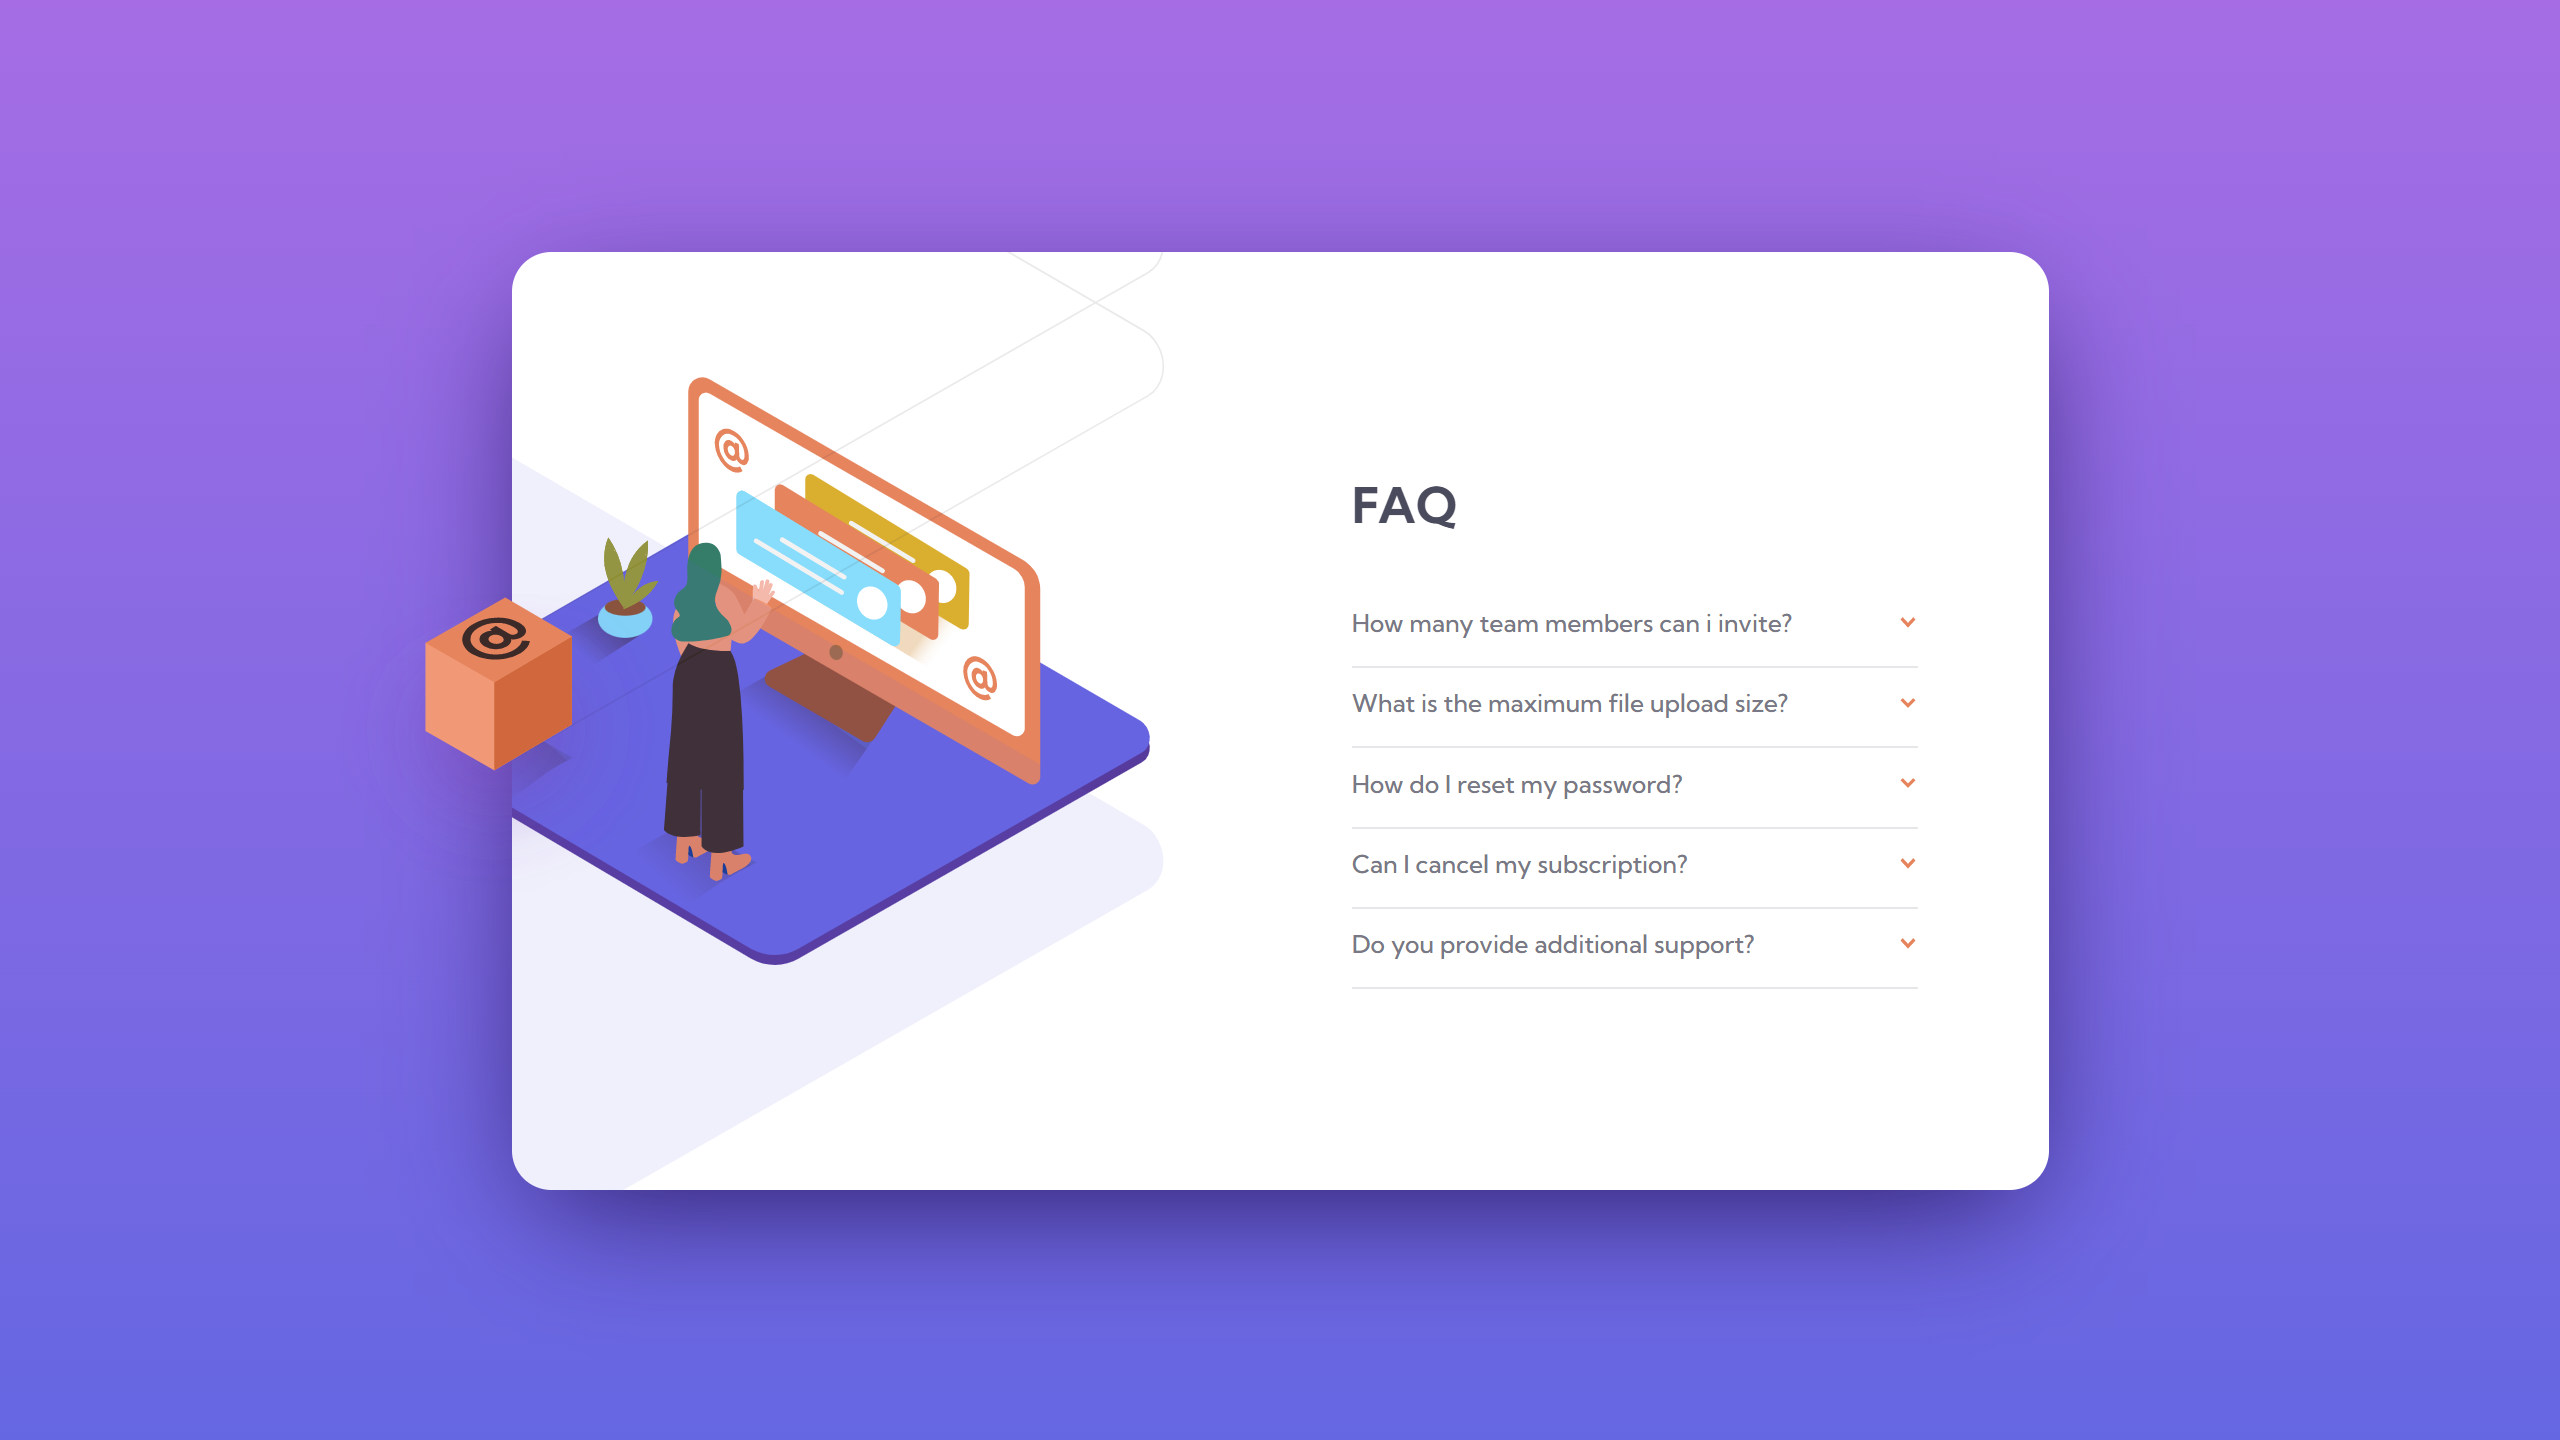 @
@
@
FAQ
How many team members can i invite?
What is the maximum file upload size?
How do I reset my password?
Can I cancel my subscription?
Do you provide additional support?